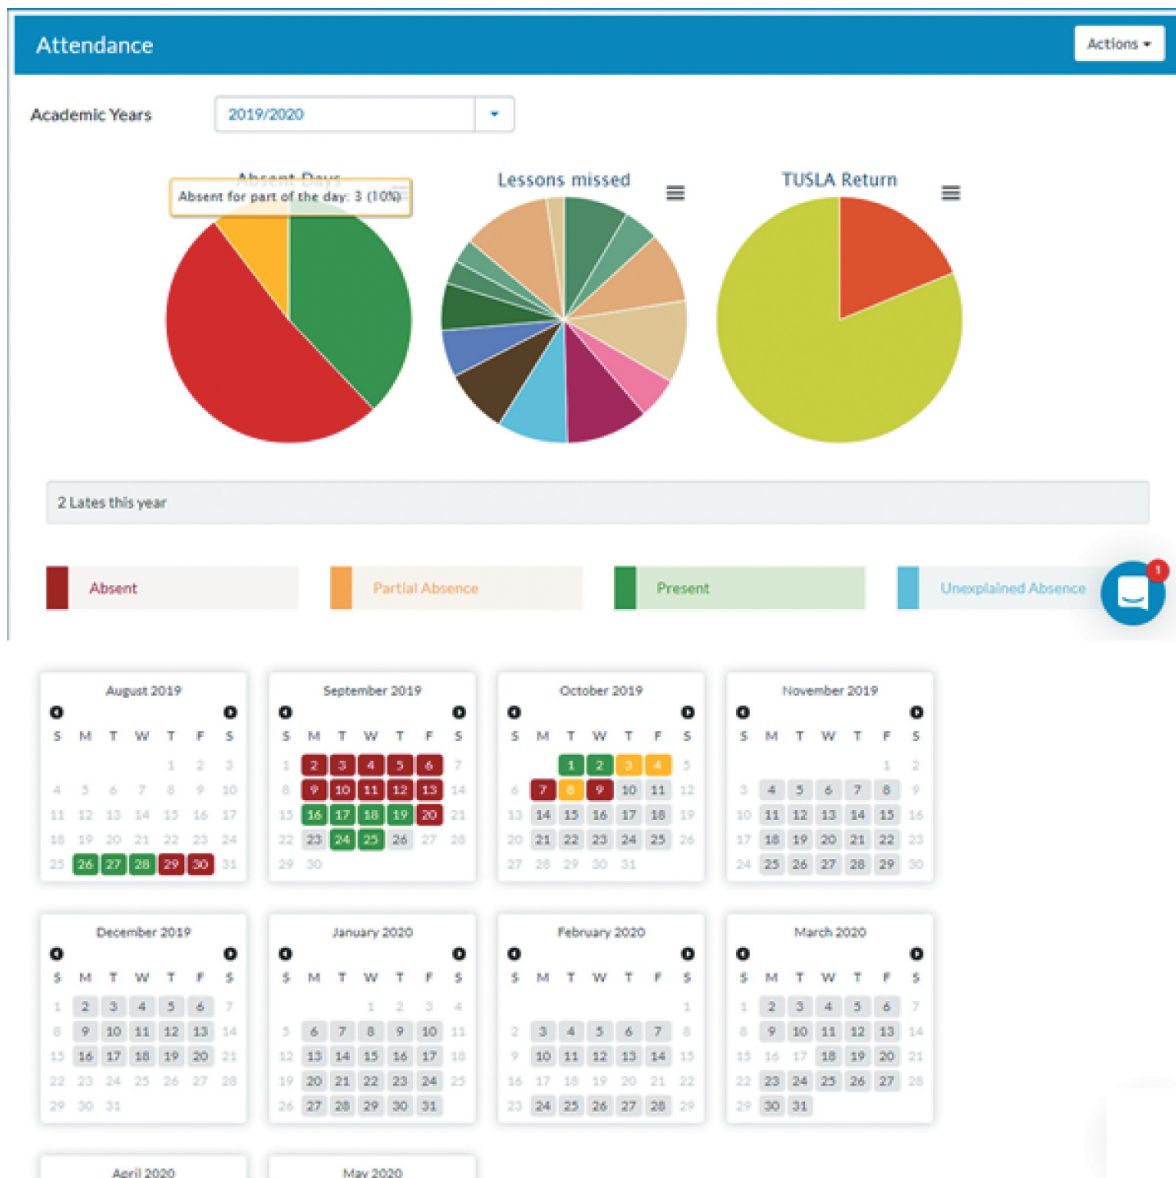 Attendance
Actions
Academic Years
2019/2020
Absent Days
Lessons missed
TUSLA Return
Absent for part of the day: 3 (10%)
2 Lates this year
Absent
Partial Absence
Present
Unexplained Absence
1
August 2019
S M T W T F S
1 2 3
4 5 6 7 8 9 10
11 12 13 14 15 16 17
18 19 20 21 22 23 24
25 26 27 28 29 30 31
September 2019
S M T W T F S
1 2 3 4 5 6 7
8 9 10 11 12 13 14
15 16 17 18 19 20 21
22 23 24 25 26 27 28
29 30
October 2019
S M T W T F S
1 2 3 4 5
6 7 8 9 10 11 12
13 14 15 16 17 18 19
20 21 22 23 24 25 26
27 28 29 30 31
November 2019
S M T W T F S
1 2
3 4 5 6 7 8 9
10 11 12 13 14 15 16
17 18 19 20 21 22 23
24 25 26 27 28 29 30
December 2019
S M T W T F S
1 2 3 4 5 6 7
8 9 10 11 12 13 14
15 16 17 18 19 20 21
22 23 24 25 26 27 28
29 30 31
January 2020
S M T W T F S
1 2 3 4
5 6 7 8 9 10 11
12 13 14 15 16 17 18
19 20 21 22 23 24 25
26 27 28 29 30 31
February 2020
S M T W T F S
1
2 3 4 5 6 7 8
9 10 11 12 13 14 15
16 17 18 19 20 21 22
23 24 25 26 27 28 29
March 2020
S M T W T F S
1 2 3 4 5 6 7
8 9 10 11 12 13 14
15 16 17 18 19 20 21
22 23 24 25 26 27 28
29 30 31
April 2020
May 2020